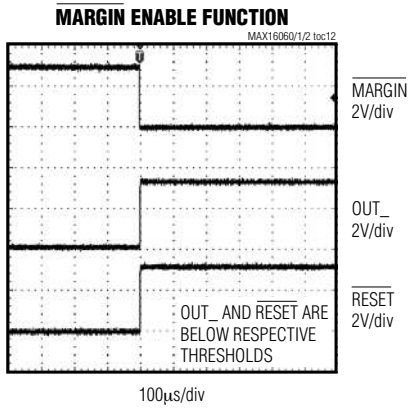 MARGIN ENABLE FUNCTION
MAX16060/1/2 toc12
T
MARGIN
2V/div
OUT_
2V/div
RESET
2V/div
OUT_ AND RESET ARE
BELOW RESPECTIVE
THRESHOLDS
100μs/div